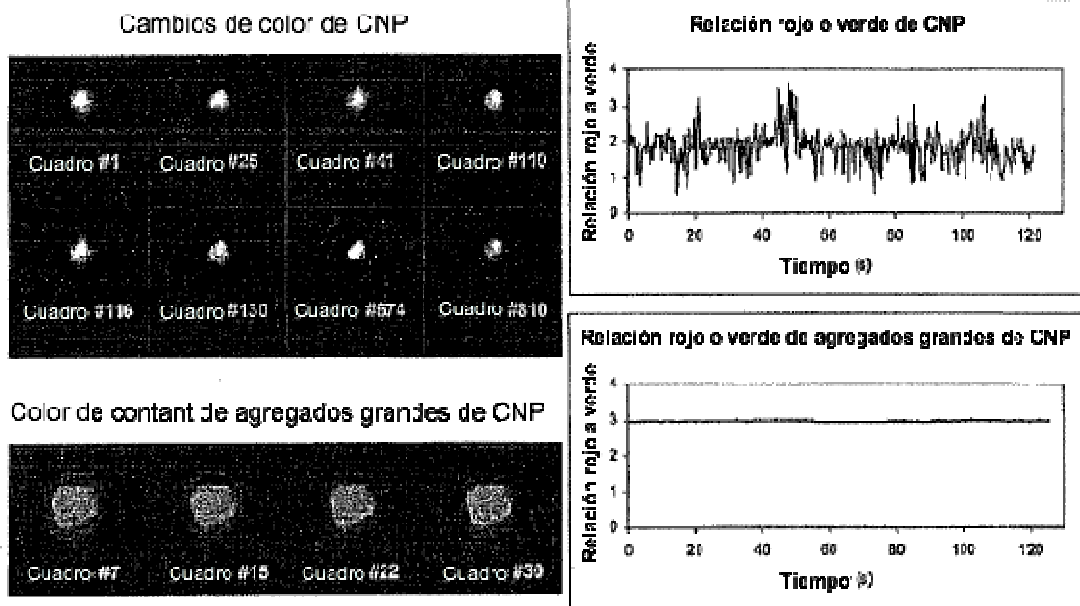 Cambios de color de CNP
Cuadro #1 Cuadro #26 Cuadro #41 Cuadro #110
Cuadro #116 Cuadro #130 Cuadro #574 Cuadro #810
Color de contant de agregados grandes de CNP
Cuadro #7 Cuadro #15 Cuadro #22 Cuadro #30
Relación rojo o verde de CNP
Relación rojo a verde
4
3
2
1
0
0 20 40 60 80 100 120
Tiempo (s)
Relación rojo o verde de agregados grandes de CNP
Relación rojo a verde
4
3
2
1
0
0 20 40 60 80 100 120
Tiempo (s)